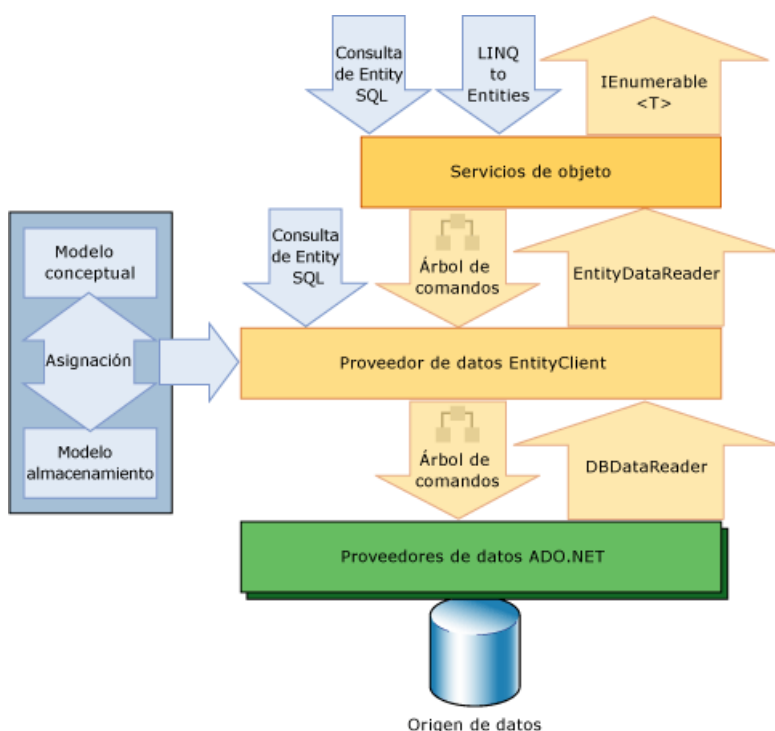 Consulta
de Entity
SQL
LINQ
to
Entities
IEnumerable
<T>
Servicios de objeto
Modelo
conceptual
Asignación
Modelo
almacenamiento
Consulta
de Entity
SQL
Árbol de
comandos
EntityDataReader
Proveedor de datos EntityClient
Árbol de
comandos
DBDataReader
Proveedores de datos ADO.NET
Origen de datos